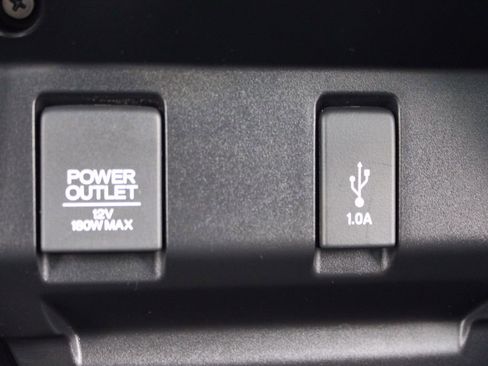 POWER
OUTLET
12V
180W MAX
1.0A